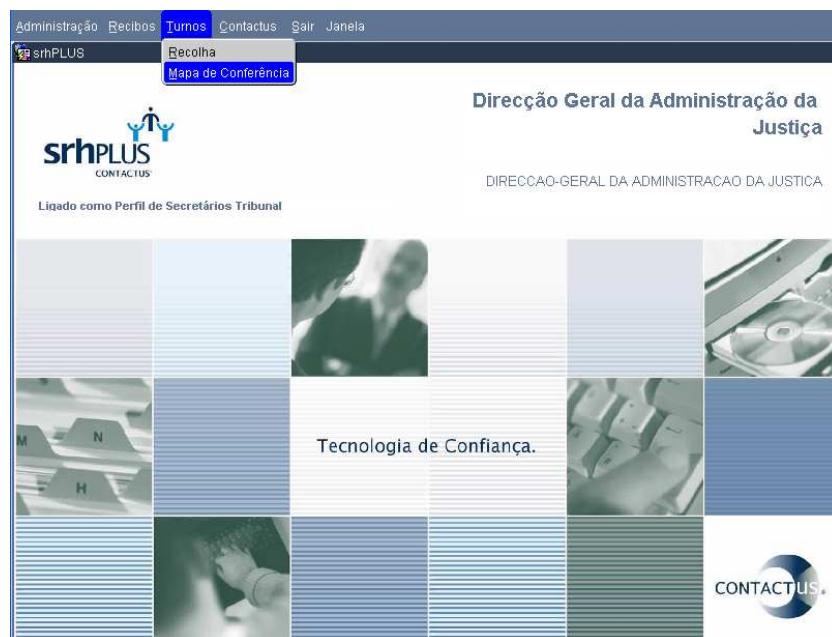 Administração Recibos Turnos Contactus Sair Janela
srhPLUS
Recolha
Mapa de Conferência
Direcção Geral da Administração da
Justiça
srhPLUS
CONTACTUS
DIRECCAO-GERAL DA ADMINISTRACAO DA JUSTICA
Ligado como Perfil de Secretários Tribunal
M N
H
Tecnologia de Confiança.
CONTACTUS.